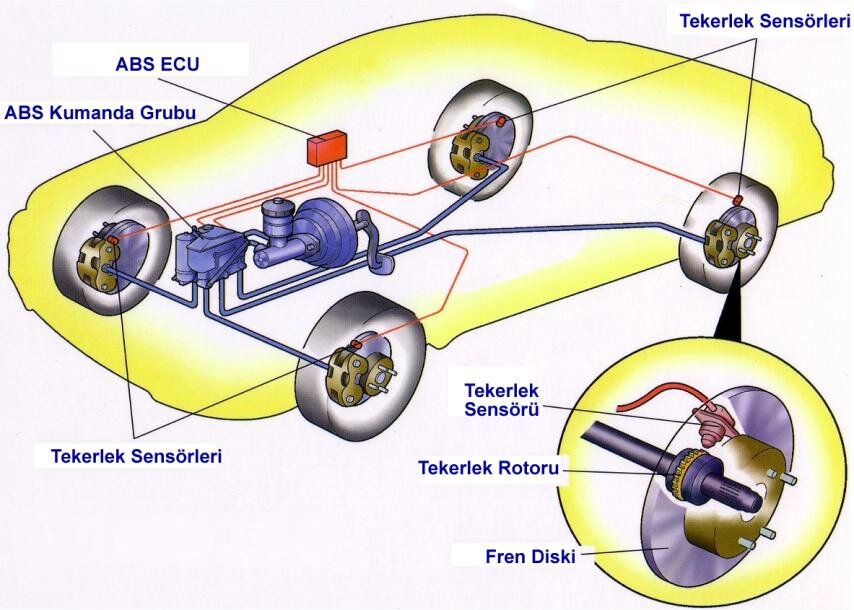 Tekerlek Sensörleri
ABS ECU
ABS Kumanda Grubu
Tekerlek
Sensörü
Tekerlek Sensörleri
Tekerlek Rotoru
Fren Diski